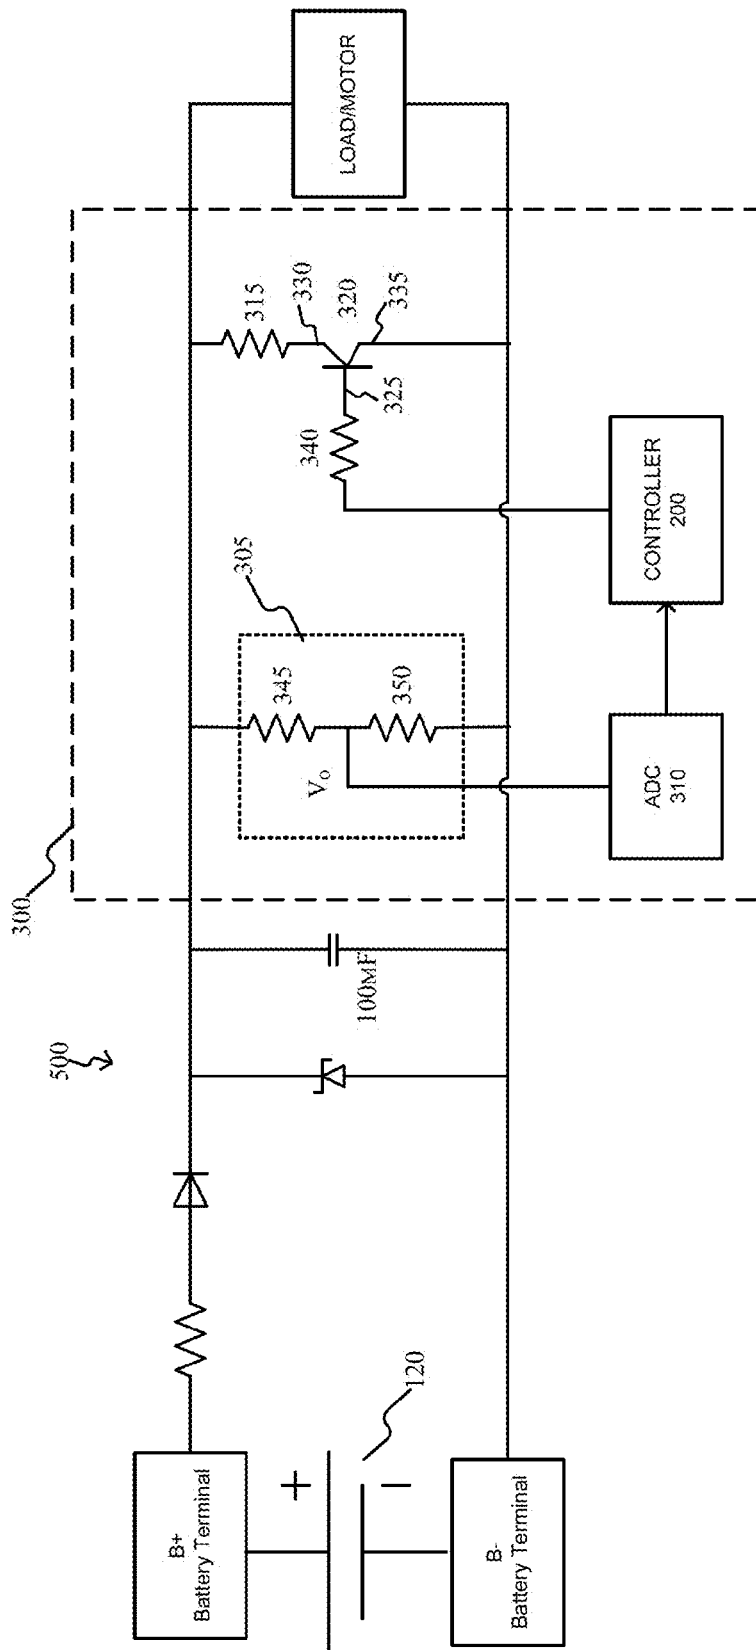 B+
Battery Terminal
+
−
120
B-
Battery Terminal
500
100MF
300
305
345
350
V₀
ADC
310
CONTROLLER
200
340
325
315
330
320
335
LOAD/MOTOR